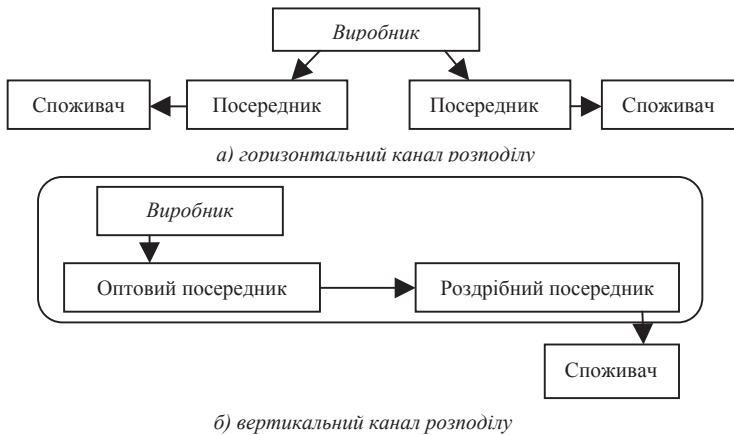 Виробник
Споживач
Посередник
Посередник
Споживач
а) горизонтальний канал розподілу
Виробник
Оптовий посередник
Роздрібний посередник
Споживач
б) вертикальний канал розподілу